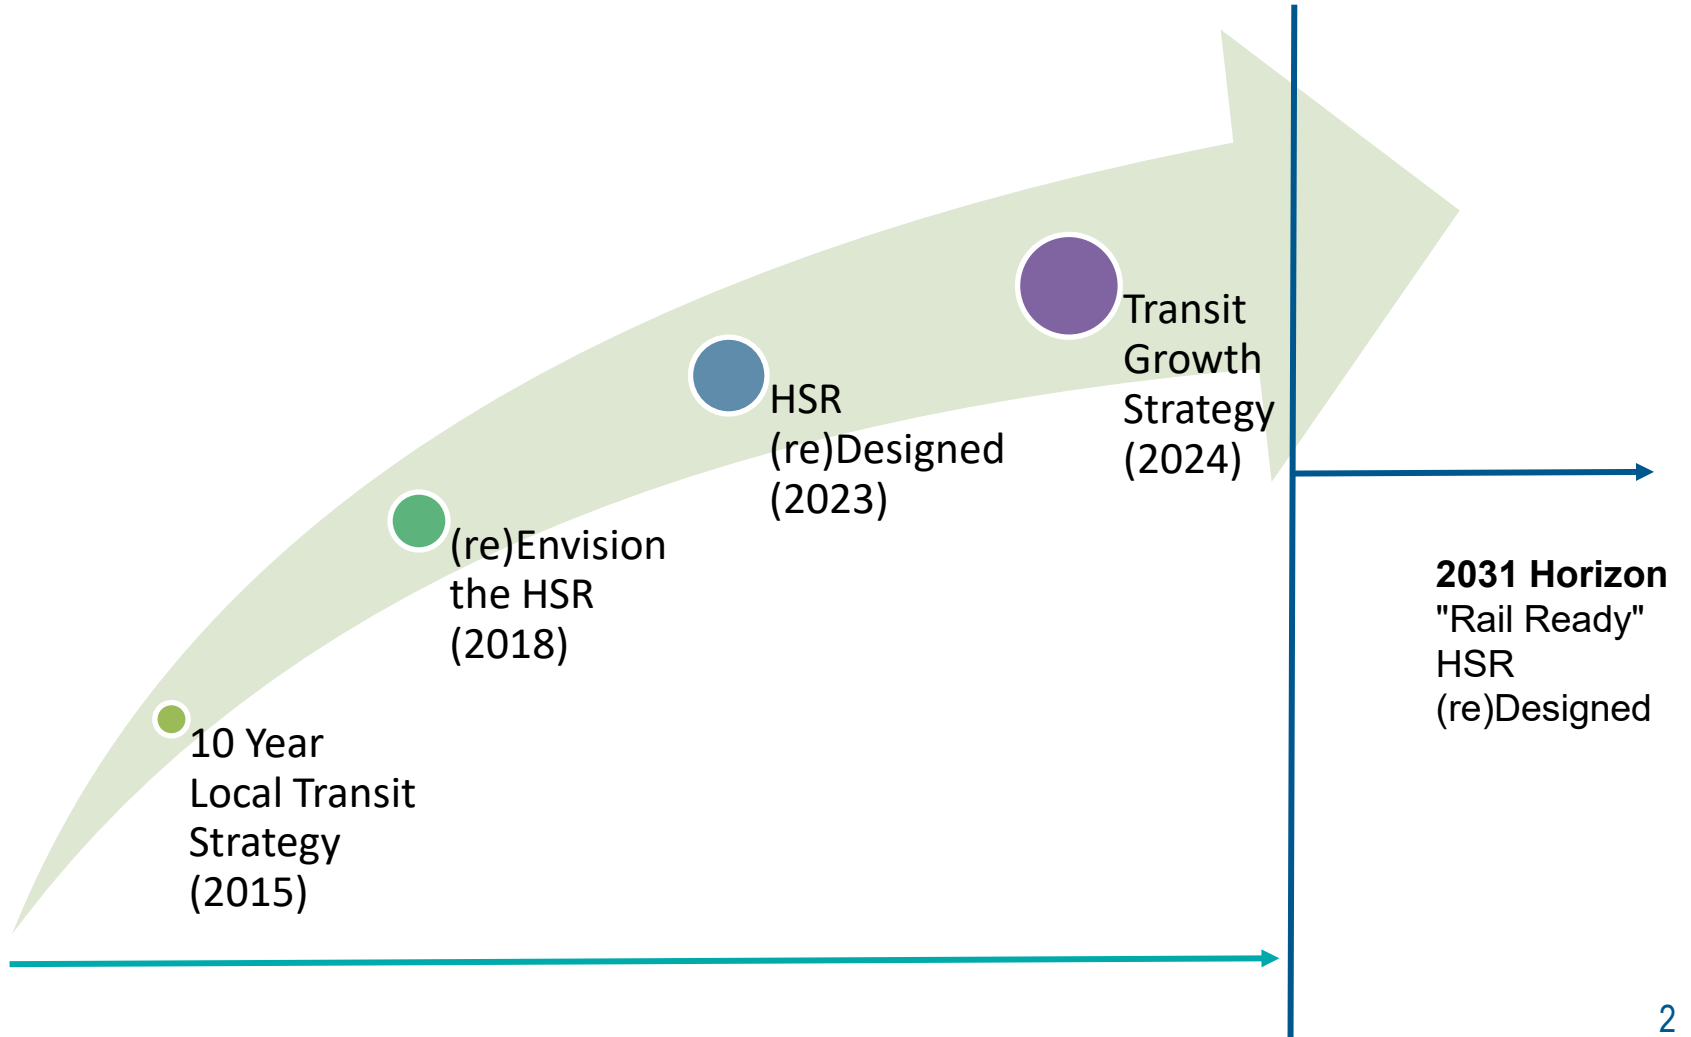 10 Year
Local Transit
Strategy
(2015)
(re)Envision
the HSR
(2018)
HSR
(re)Designed
(2023)
Transit
Growth
Strategy
(2024)
2031 Horizon
"Rail Ready"
HSR
(re)Designed
2